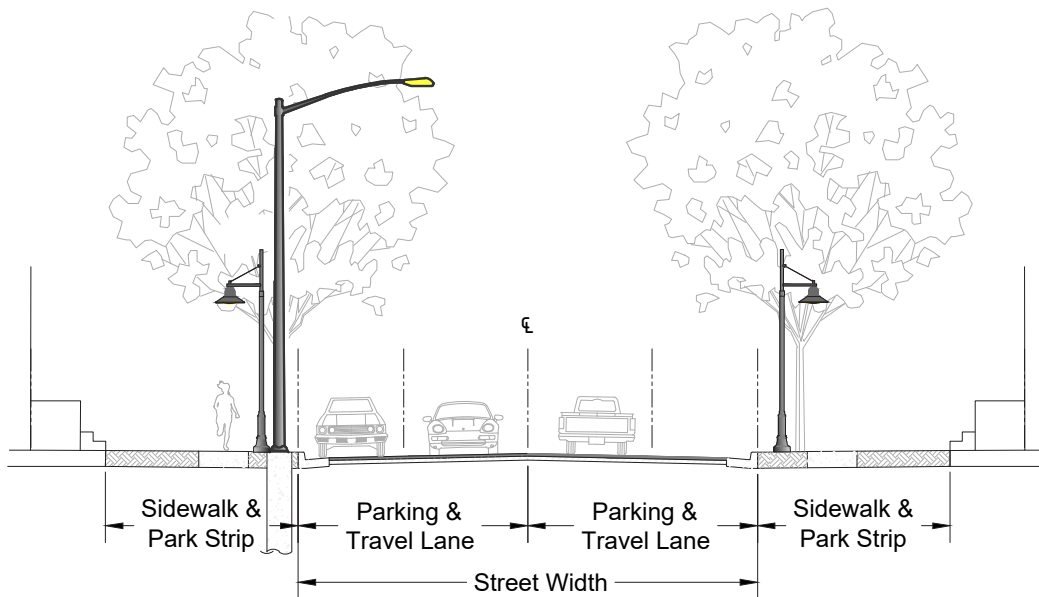 ℄
Sidewalk &
Park Strip
Parking &
Travel Lane
Parking &
Travel Lane
Sidewalk &
Park Strip
Street Width